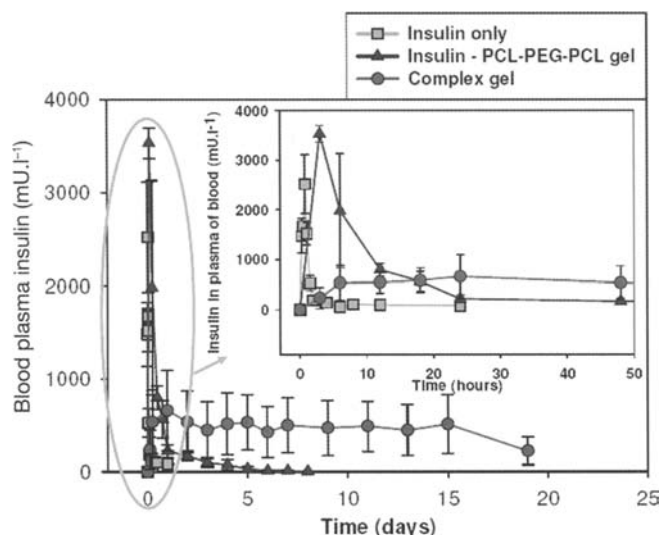 Insulin only
Insulin - PCL-PEG-PCL gel
Complex gel
Blood plasma insulin (mU.l⁻¹)
4000
3000
2000
1000
0
Insulin in plasma of blood (mU.l⁻¹)
4000
3000
2000
1000
0
0 10 20 30 40 50
Time (hours)
0 5 10 15 20 25
Time (days)